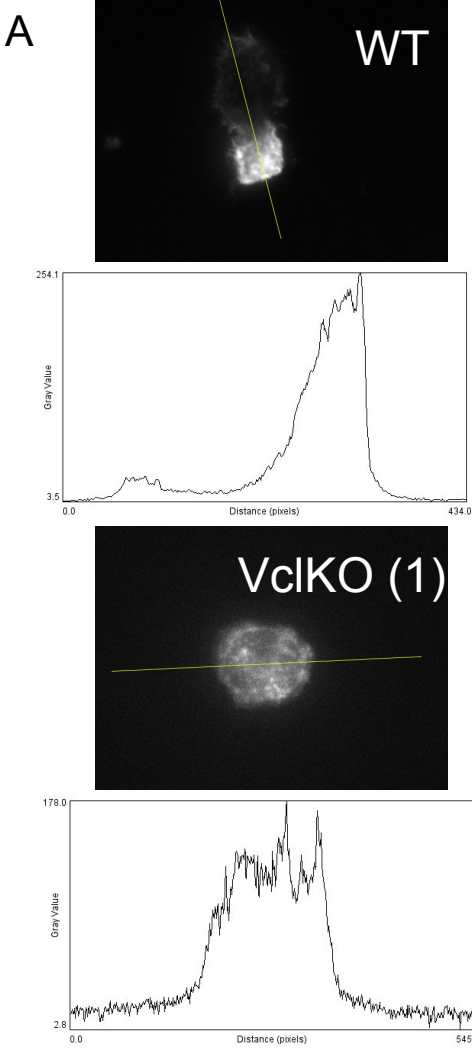 A
WT
254.1
Gray Value
3.5
0.0 Distance (pixels) 434.0
VclKO (1)
178.0
Gray Value
2.8
0.0 Distance (pixels) 545